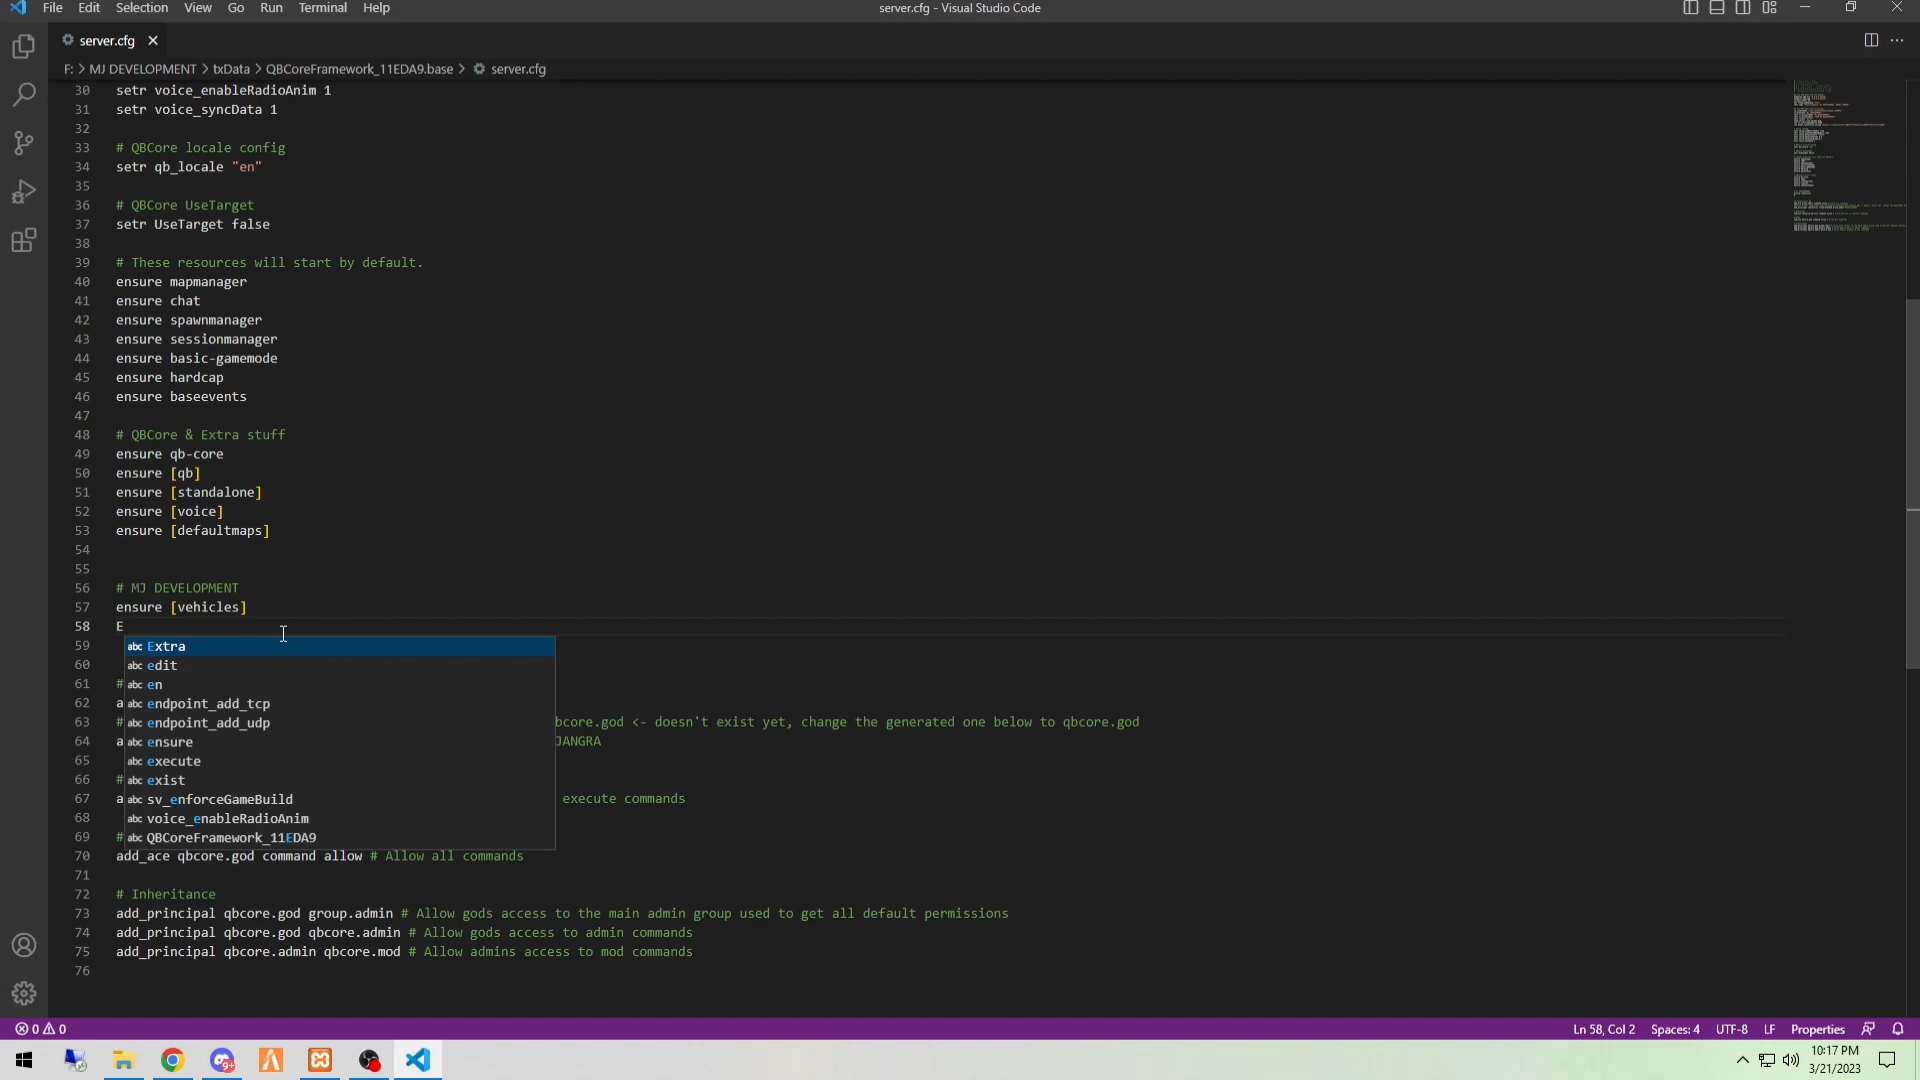 File Edit Selection View Go Run Terminal Help
server.cfg - Visual Studio Code
server.cfg
F: > MJ DEVELOPMENT > txData > QBCoreFramework_11EDA9.base > server.cfg
30 setr voice_enableRadioAnim 1
31 setr voice_syncData 1
32
33 # QBCore locale config
34 setr qb_locale "en"
35
36 # QBCore UseTarget
37 setr UseTarget false
38
39 # These resources will start by default.
40 ensure mapmanager
41 ensure chat
42 ensure spawnmanager
43 ensure sessionmanager
44 ensure basic-gamemode
45 ensure hardcap
46 ensure baseevents
47
48 # QBCore & Extra stuff
49 ensure qb-core
50 ensure [qb]
51 ensure [standalone]
52 ensure [voice]
53 ensure [defaultmaps]
54
55
56 # MJ DEVELOPMENT
57 ensure [vehicles]
58 E
59 abc Extra
60 abc edit
61 # abc en
62 a abc endpoint_add_tcp
63 # abc endpoint_add_udp bcore.god <- doesn't exist yet, change the generated one below to qbcore.god
64 a abc ensure JANGRA
65 abc execute
66 # abc exist
67 a abc sv_enforceGameBuild execute commands
68 abc voice_enableRadioAnim
69 # abc QBCoreFramework_11EDA9
70 add_ace qbcore.god command allow # Allow all commands
71
72 # Inheritance
73 add_principal qbcore.god group.admin # Allow gods access to the main admin group used to get all default permissions
74 add_principal qbcore.god qbcore.admin # Allow gods access to admin commands
75 add_principal qbcore.admin qbcore.mod # Allow admins access to mod commands
76
0 0 Ln 58, Col 2 Spaces: 4 UTF-8 LF Properties
9+
10:17 PM
3/21/2023